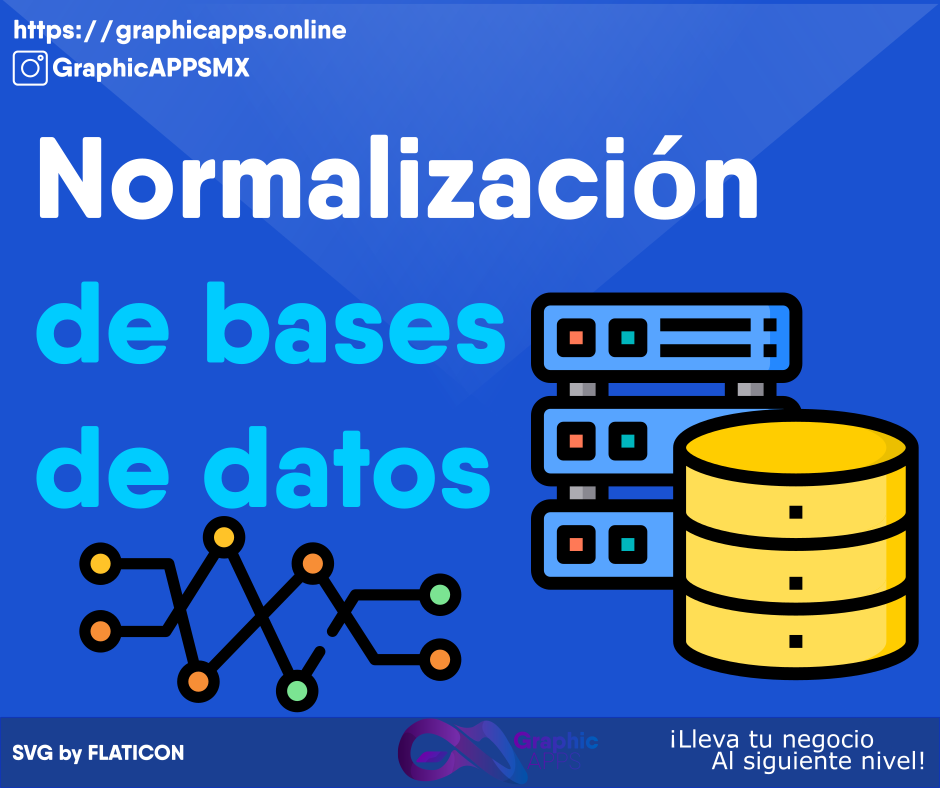 https://graphicapps.online
GraphicAPPSMX
Normalización
de bases
de datos
SVG by FLATICON
Graphic
APPS
¡Lleva tu negocio
Al siguiente nivel!